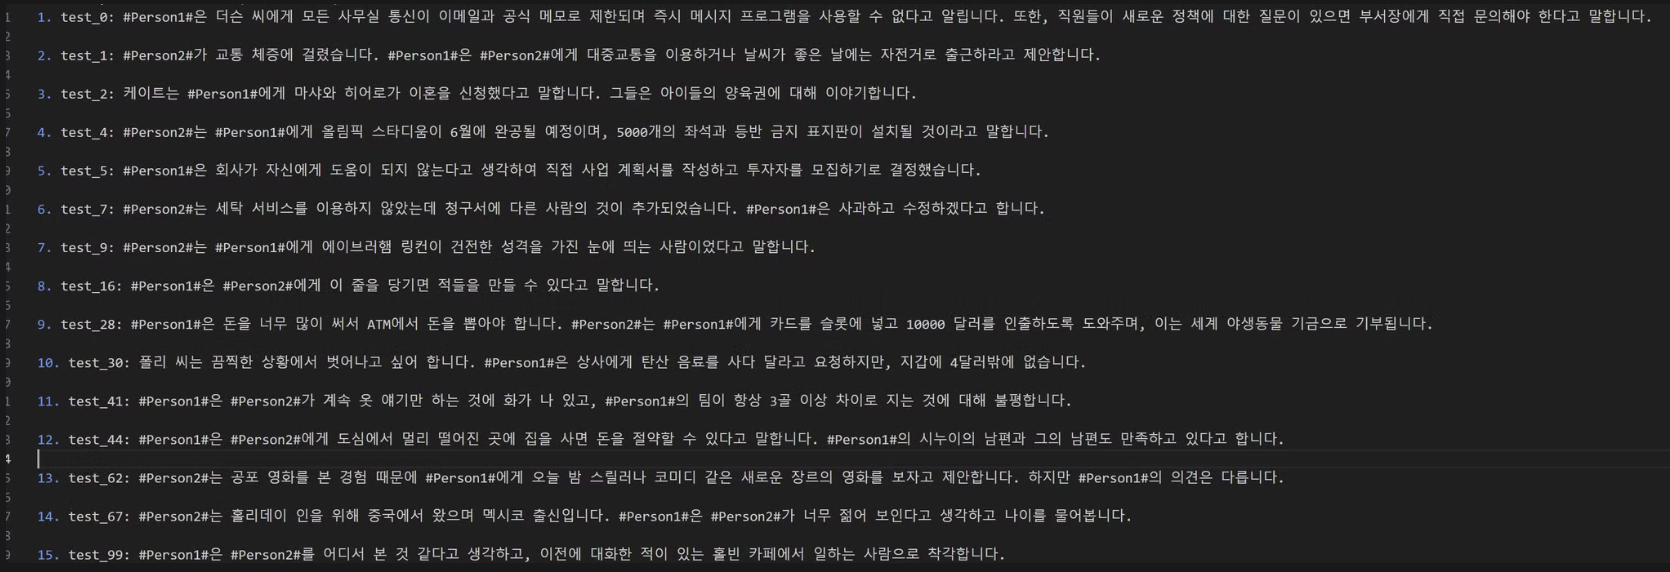 1. test_0: #Person1#은 더슨 씨에게 모든 사무실 통신이 이메일과 공식 메모로 제한되며 즉시 메시지 프로그램을 사용할 수 없다고 알립니다. 또한, 직원들이 새로운 정책에 대한 질문이 있으면 부서장에게 직접 문의해야 한다고 말합니다.
2. test_1: #Person2#가 교통 체증에 걸렸습니다. #Person1#은 #Person2#에게 대중교통을 이용하거나 날씨가 좋은 날에는 자전거로 출근하라고 제안합니다.
3. test_2: 케이트는 #Person1#에게 마샤와 히어로가 이혼을 신청했다고 말합니다. 그들은 아이들의 양육권에 대해 이야기합니다.
4. test_4: #Person2#는 #Person1#에게 올림픽 스타디움이 6월에 완공될 예정이며, 5000개의 좌석과 등반 금지 표지판이 설치될 것이라고 말합니다.
5. test_5: #Person1#은 회사가 자신에게 도움이 되지 않는다고 생각하여 직접 사업 계획서를 작성하고 투자자를 모집하기로 결정했습니다.
6. test_7: #Person2#는 세탁 서비스를 이용하지 않았는데 청구서에 다른 사람의 것이 추가되었습니다. #Person1#은 사과하고 수정하겠다고 합니다.
7. test_9: #Person2#는 #Person1#에게 에이브러햄 링컨이 건전한 성격을 가진 눈에 띄는 사람이었다고 말합니다.
8. test_16: #Person1#은 #Person2#에게 이 줄을 당기면 적들을 만들 수 있다고 말합니다.
9. test_28: #Person1#은 돈을 너무 많이 써서 ATM에서 돈을 뽑아야 합니다. #Person2#는 #Person1#에게 카드를 슬롯에 넣고 10000 달러를 인출하도록 도와주며, 이는 세계 야생동물 기금으로 기부됩니다.
10. test_30: 폴리 씨는 끔찍한 상황에서 벗어나고 싶어 합니다. #Person1#은 상사에게 탄산 음료를 사다 달라고 요청하지만, 지갑에 4달러밖에 없습니다.
11. test_41: #Person1#은 #Person2#가 계속 옷 얘기만 하는 것에 화가 나 있고, #Person1#의 팀이 항상 3골 이상 차이로 지는 것에 대해 불평합니다.
12. test_44: #Person1#은 #Person2#에게 도심에서 멀리 떨어진 곳에 집을 사면 돈을 절약할 수 있다고 말합니다. #Person1#의 시누이의 남편과 그의 남편도 만족하고 있다고 합니다.
13. test_62: #Person2#는 공포 영화를 본 경험 때문에 #Person1#에게 오늘 밤 스릴러나 코미디 같은 새로운 장르의 영화를 보자고 제안합니다. 하지만 #Person1#의 의견은 다릅니다.
14. test_67: #Person2#는 홀리데이 인을 위해 중국에서 왔으며 멕시코 출신입니다. #Person1#은 #Person2#가 너무 젊어 보인다고 생각하고 나이를 물어봅니다.
15. test_99: #Person1#은 #Person2#를 어디서 본 것 같다고 생각하고, 이전에 대화한 적이 있는 홀빈 카페에서 일하는 사람으로 착각합니다.